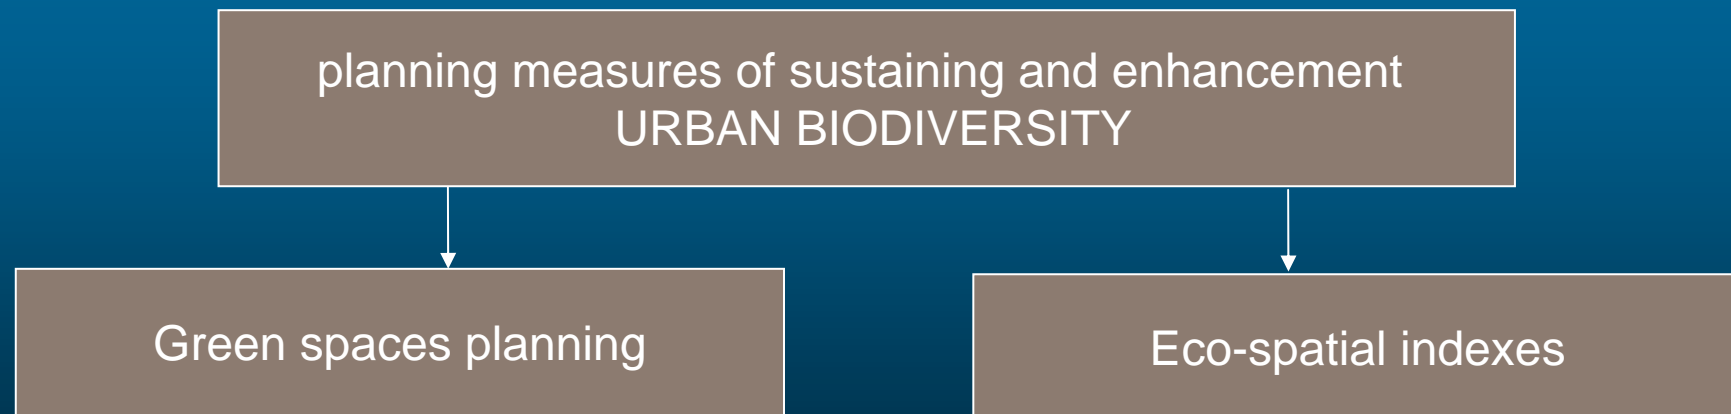 planning measures of sustaining and enhancement
URBAN BIODIVERSITY
Green spaces planning
Eco-spatial indexes